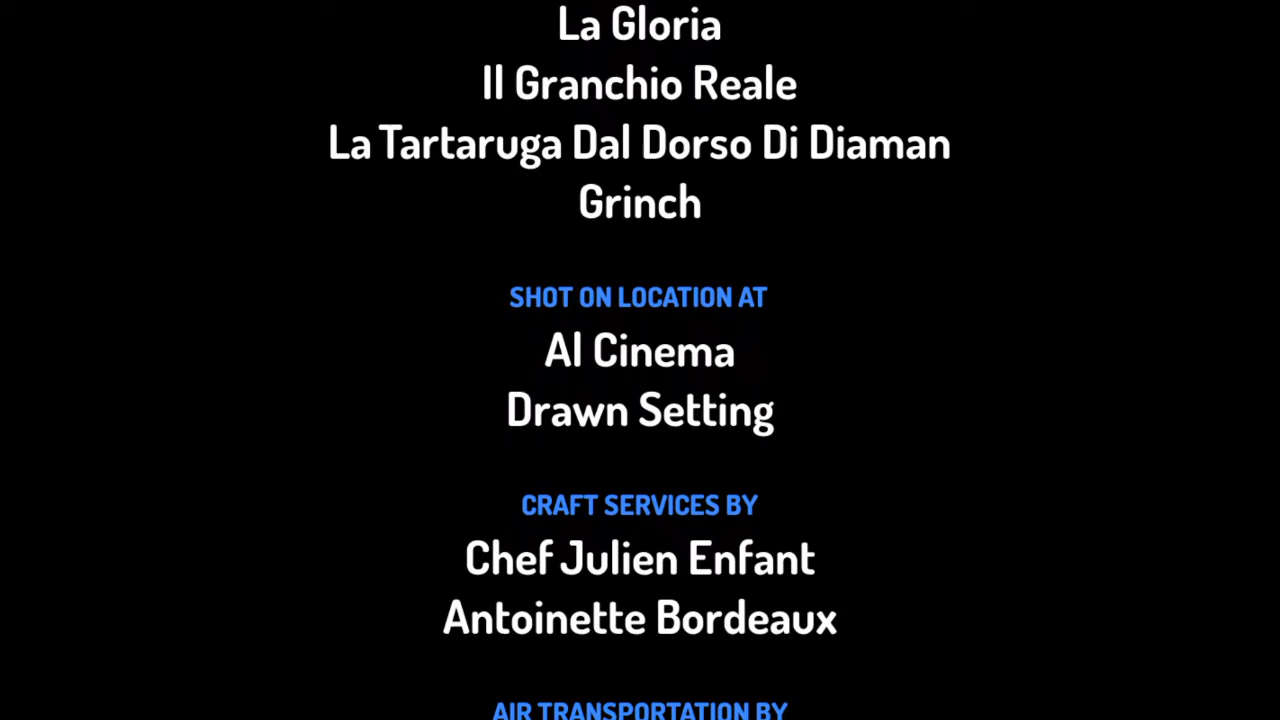 La Gloria
Il Granchio Reale
La Tartaruga Dal Dorso Di Diaman
Grinch
SHOT ON LOCATION AT
Al Cinema
Drawn Setting
CRAFT SERVICES BY
Chef Julien Enfant
Antoinette Bordeaux
AIR TRANSPORTATION BY